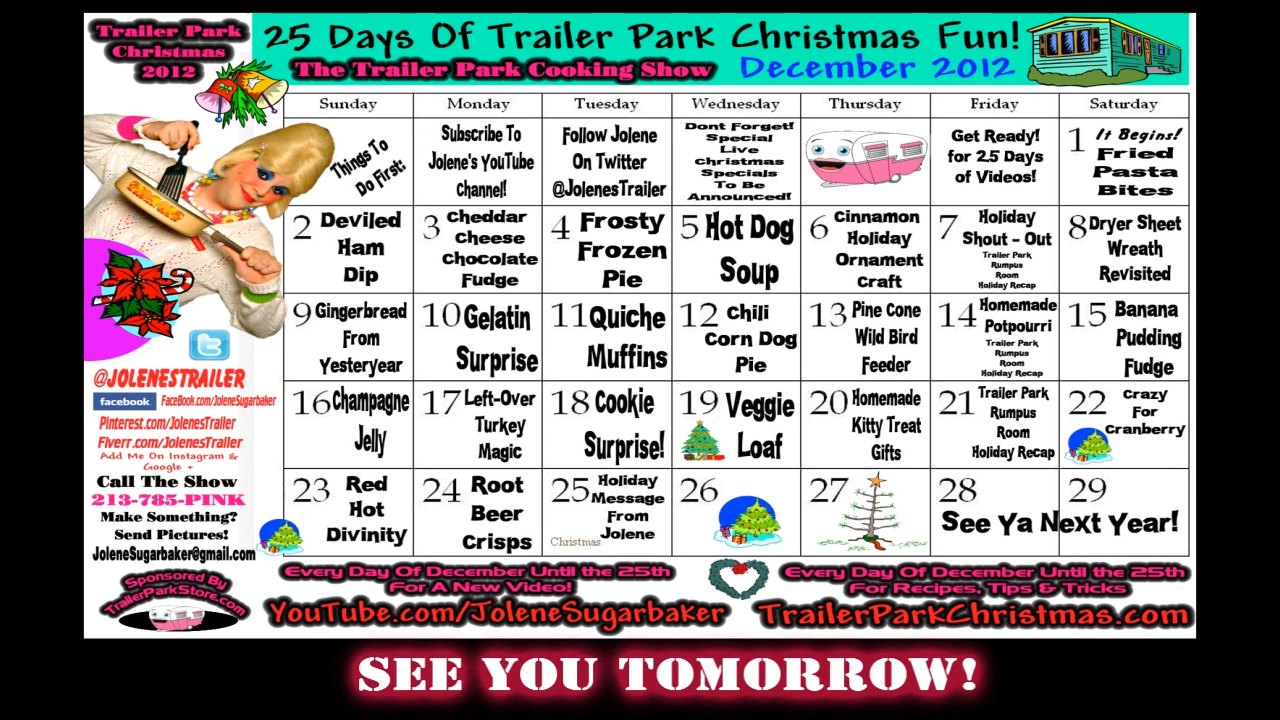 Trailer Park
Christmas
2012
25 Days Of Trailer Park Christmas Fun!
The Trailer Park Cooking Show
December 2012
Sunday
Monday
Tuesday
Wednesday
Thursday
Friday
Saturday
Things To
Do First:
Subscribe To
Jolene's YouTube
Channel!
Follow Jolene
On Twitter
@JolenesTrailer
Dont Forget!
Special
Live
Christmas
Specials
To Be
Announced!
Get Ready!
for 25 Days
of Videos!
1 It Begins!
Fried
Pasta
Bites
2 Deviled
Ham
Dip
3 Cheddar
Cheese
Chocolate
Fudge
4 Frosty
Frozen
Pie
5 Hot Dog
Soup
6 Cinnamon
Holiday
Ornament
Craft
7 Holiday
Shout - Out
Trailer Park
Rumpus
Room
Holiday Recap
8 Dryer Sheet
Wreath
Revisited
9 Gingerbread
From
Yesteryear
10 Gelatin
Surprise
11 Quiche
Muffins
12 Chili
Corn Dog
Pie
13 Pine Cone
Wild Bird
Feeder
14 Homemade
Potpourri
Trailer Park
Rumpus
Room
Holiday Recap
15 Banana
Pudding
Fudge
16 Champagne
Jelly
17 Left-Over
Turkey
Magic
18 Cookie
Surprise!
19 Veggie
Loaf
20 Homemade
Kitty Treat
Gifts
21 Trailer Park
Rumpus
Room
Holiday Recap
22 Crazy
For
Cranberry
23 Red
Hot
Divinity
24 Root
Beer
Crisps
25 Holiday
Message
From
Jolene
Christmas
26
27
28
29
See Ya Next Year!
@JOLENESTRAILER
facebook FaceBook.com/JoleneSugarbaker
Pinterest.com/JolenesTrailer
Fiverr.com/JolenesTrailer
Add Me On Instagram &
Google +
Call The Show
213-785-PINK
Make Something?
Send Pictures!
JoleneSugarbaker@gmail.com
Sponsored By
TrailerParkStore.com
Every Day Of December Until the 25th
For A New Video!
YouTube.com/JoleneSugarbaker
Every Day Of December Until the 25th
For Recipes, Tips & Tricks
TrailerParkChristmas.com
SEE YOU TOMORROW!